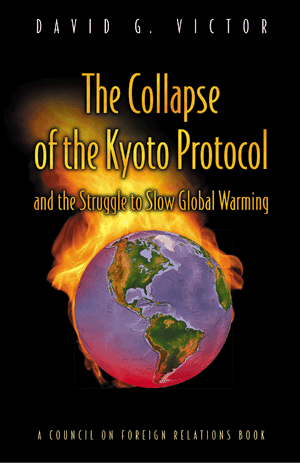 DAVID G. VICTOR
The Collapse
of the Kyoto Protocol
and the Struggle to Slow Global Warming
A COUNCIL ON FOREIGN RELATIONS BOOK